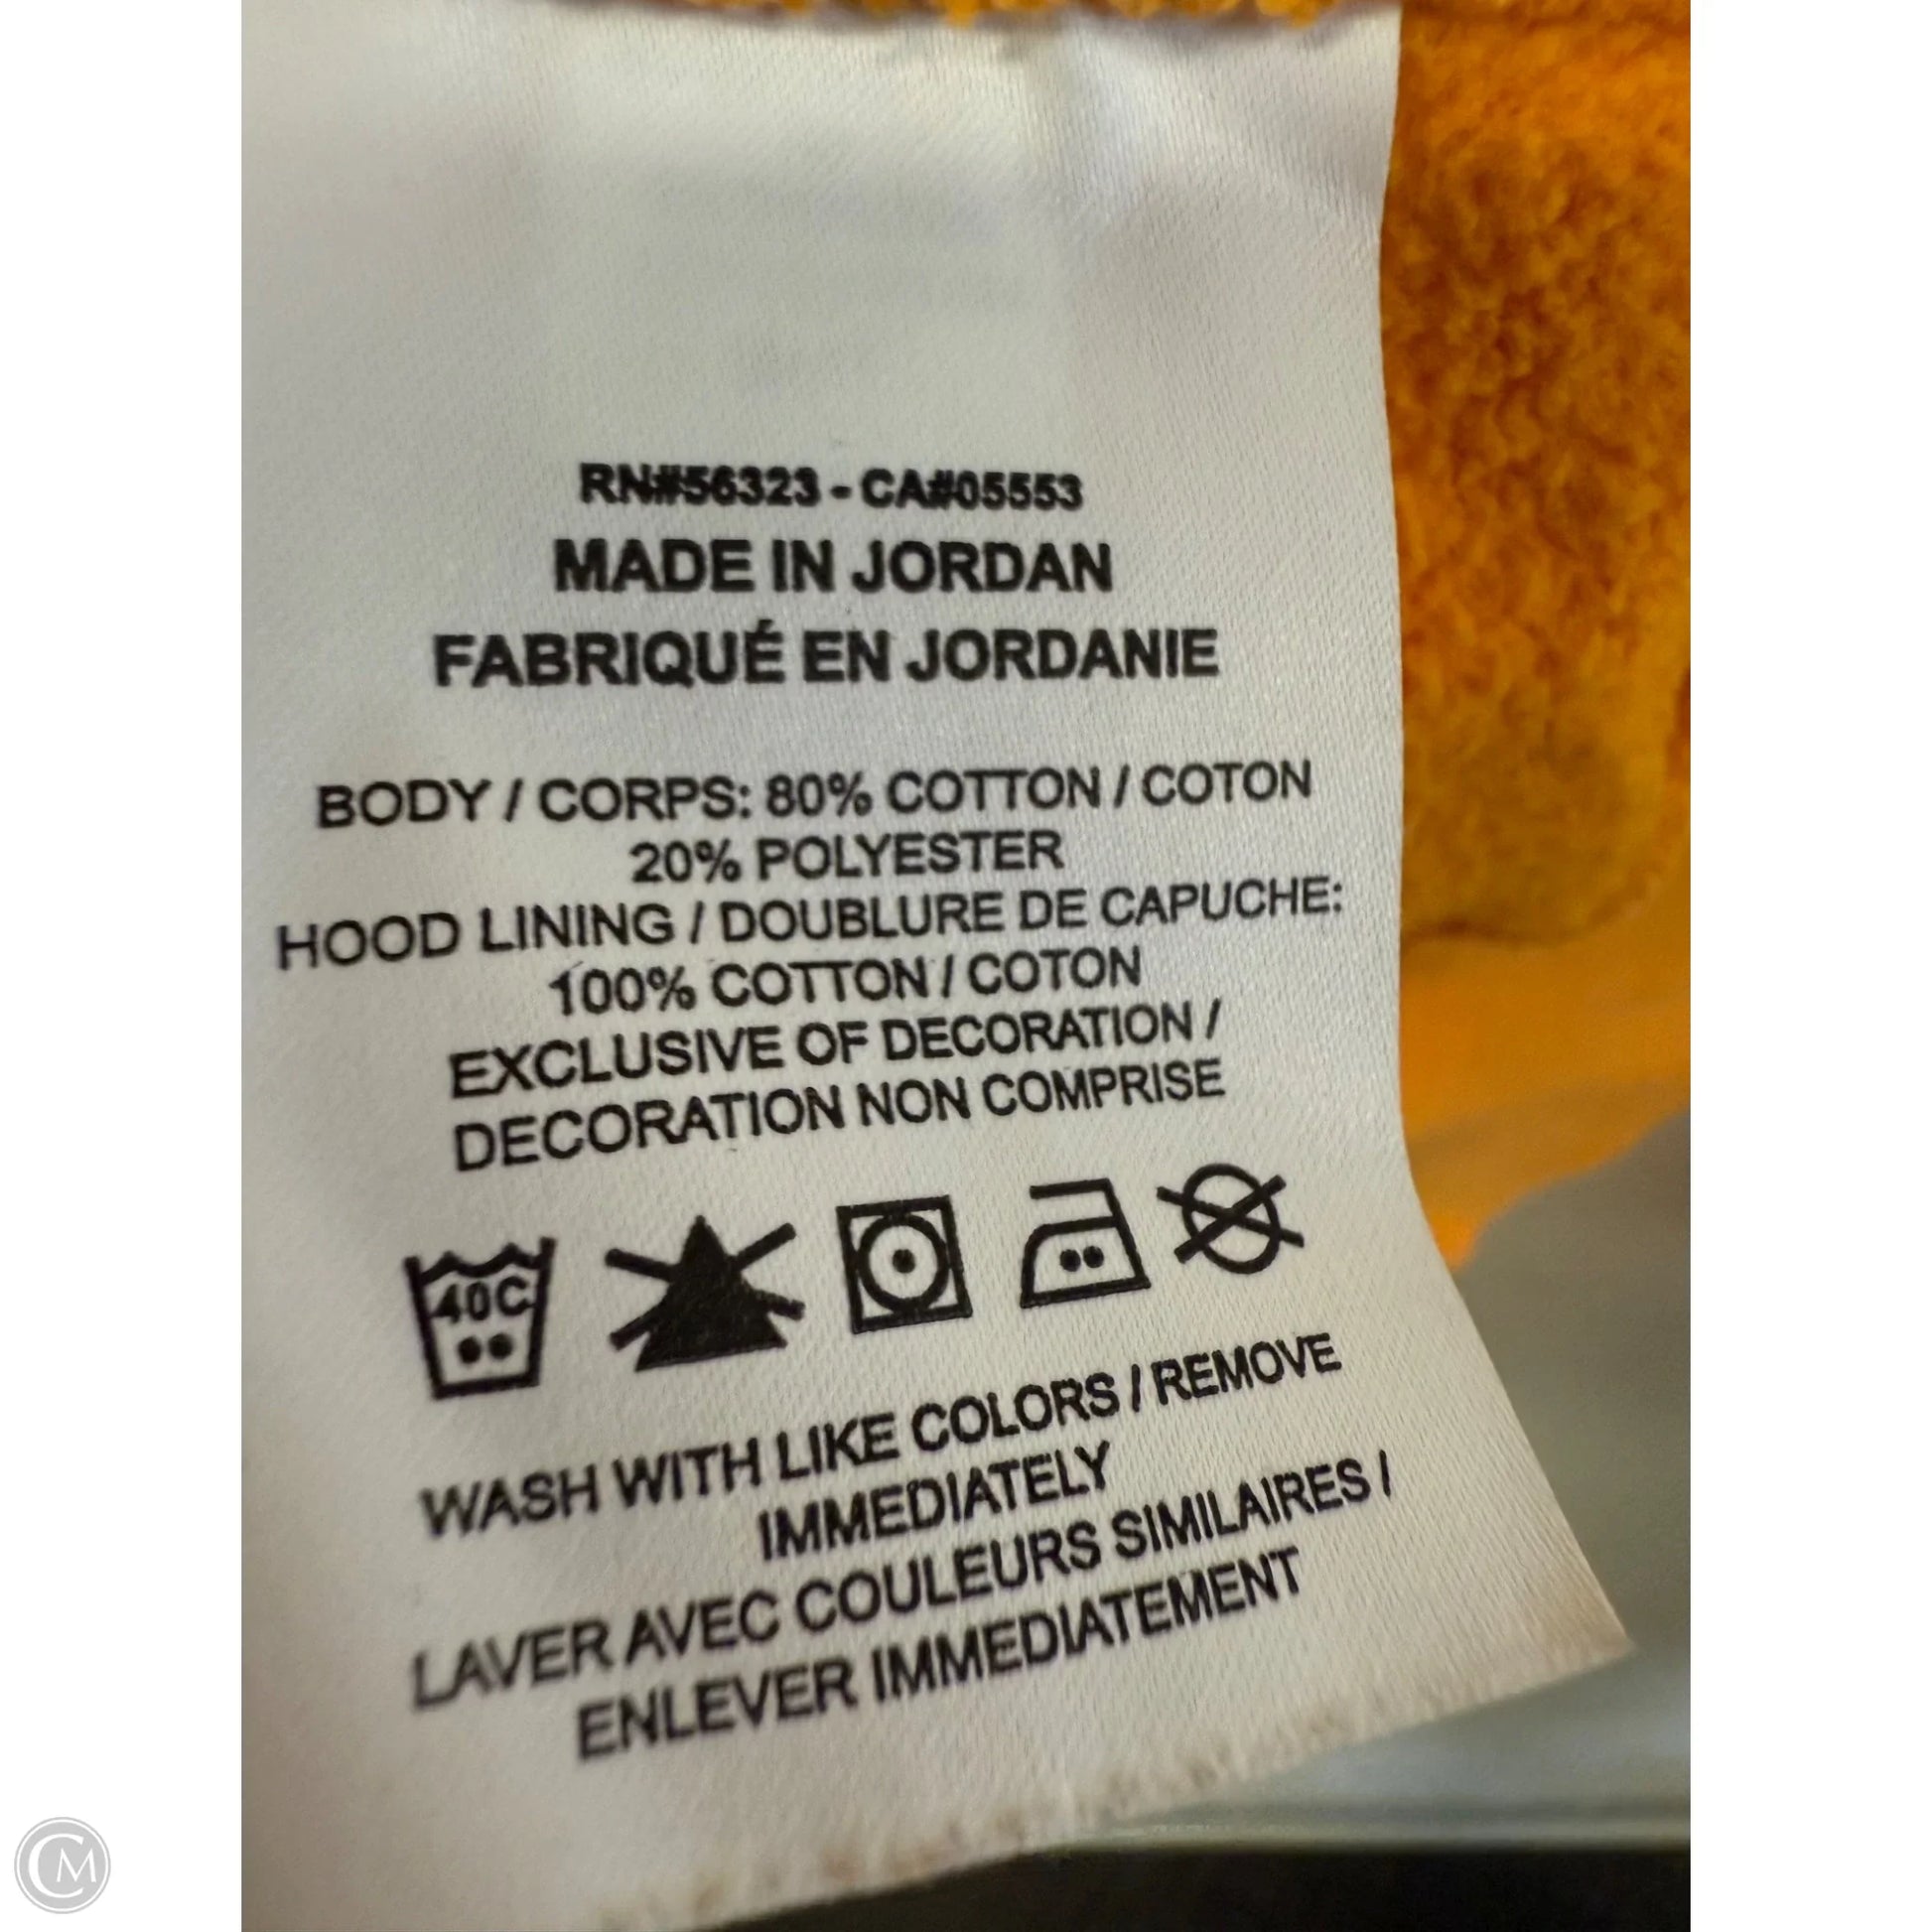 RN#56323 - CA#05553
MADE IN JORDAN
FABRIQUÉ EN JORDANIE
BODY / CORPS: 80% COTTON / COTON
20% POLYESTER
HOOD LINING / DOUBLURE DE CAPUCHE:
100% COTTON / COTON
EXCLUSIVE OF DECORATION /
DECORATION NON COMPRISE
40C
WASH WITH LIKE COLORS / REMOVE
IMMEDIATELY
LAVER AVEC COULEURS SIMILAIRES /
ENLEVER IMMEDIATEMENT
CM